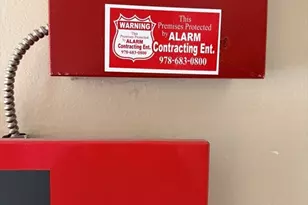 WARNING
This Premises Protected
by ALARM
Contracting Ent.
978-683-0800
This
Premises Protected
by ALARM
Contracting Ent.
978-683-0800